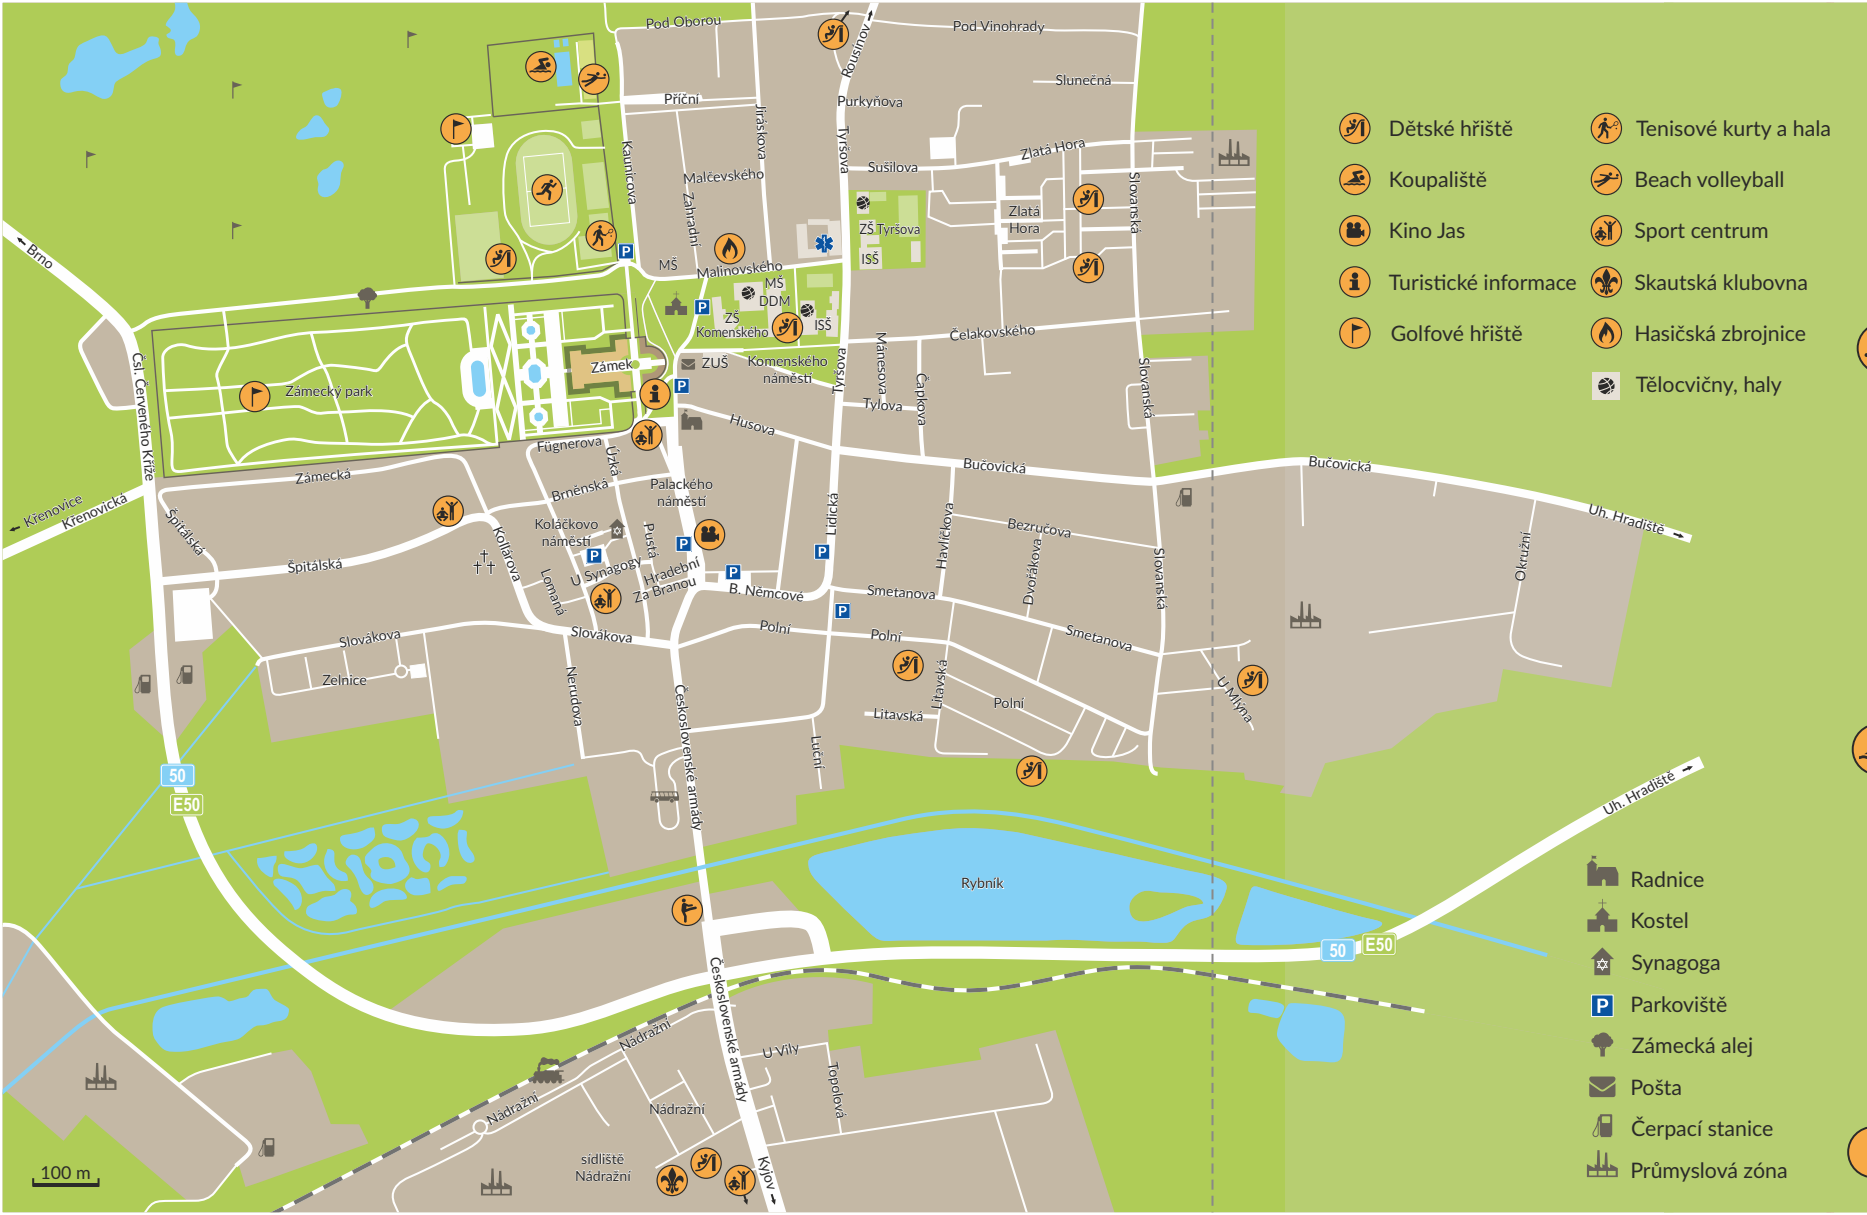 Pod Oborou
Pod Vinohrady
Rousínov
Slunečná
Příční
Purkyňova
Jiráskova
Tyršova
Kaunicova
Sušilova
Zlatá Hora
Malčevského
Zahradní
Slovanská
Zlatá
Hora
ZŠ Tyršova
ISŠ
Brno
P
MŠ
Malinovského
MŠ
DDM
P
ZŠ
Komenského
ISŠ
Čelakovského
Mánesova
Čapkova
Tyršova
Slovanská
Čsl. Červeného Kříže
Zámek
ZUŠ
Komenského
náměstí
P
Zámecký park
Tylova
Husova
Fügnerova
Úzká
Bučovická
Bučovická
Zámecká
Brněnská
Palackého
náměstí
Křenovice
Křenovická
Uh. Hradiště
Špitálská
Koláčkovo
náměstí
Pustá
Lidická
Havlíčkova
Bezručova
Dvořákova
Slovanská
Okružní
Kollárova
P
P
P
Špitálská
U Synagogy
Hradební
Za Branou
P
B. Němcové
Smetanova
Lomaná
P
Slovákova
Slovákova
Polní
Polní
Smetanova
Zelnice
Nerudova
Litavská
Polní
Litavská
U Mlýna
Československé armády
Luční
50
E50
Uh. Hradiště
Rybník
50
E50
Československé armády
Nádražní
U Vily
Topolová
Nádražní
Nádražní
sídliště
Nádražní
Kyjov
100 m
Dětské hřiště
Koupaliště
Kino Jas
Turistické informace
Golfové hřiště
Tenisové kurty a hala
Beach volleyball
Sport centrum
Skautská klubovna
Hasičská zbrojnice
Tělocvičny, haly
Radnice
Kostel
Synagoga
P Parkoviště
Zámecká alej
Pošta
Čerpací stanice
Průmyslová zóna